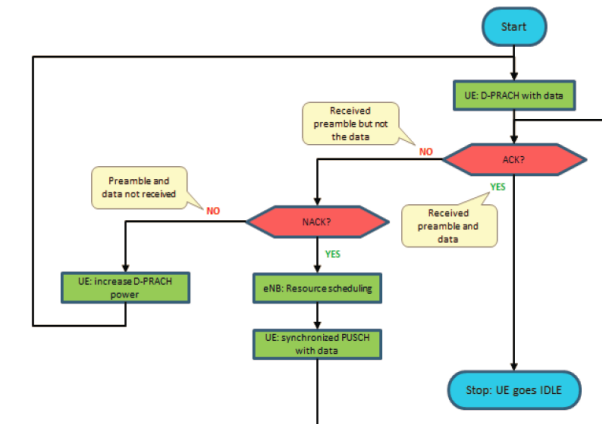 Start
UE: D-PRACH with data
Received
preamble but not
the data
NO
ACK?
Preamble and
data not received
YES
NO
Received
preamble and
data
NACK?
YES
UE: increase D-PRACH
power
eNB: Resource scheduling
UE: synchronized PUSCH
with data
Stop: UE goes IDLE